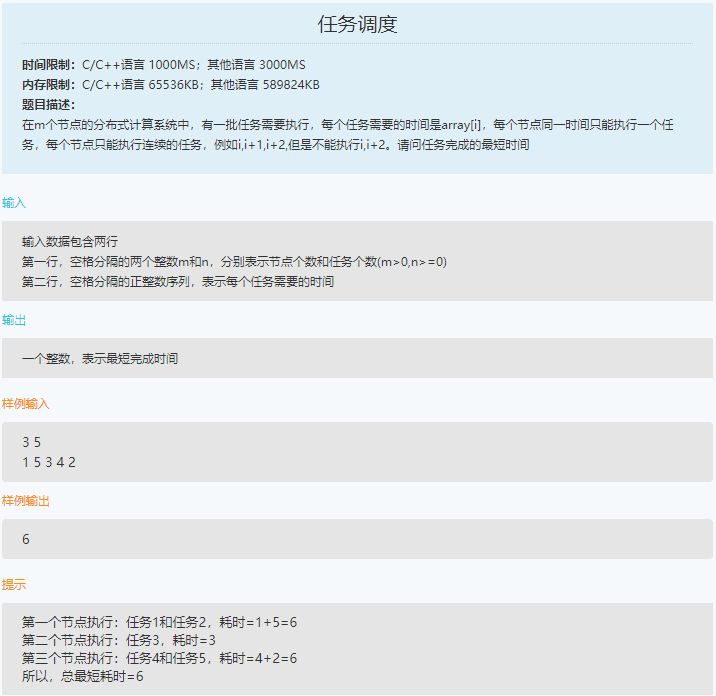 任务调度
时间限制：C/C++语言 1000MS；其他语言 3000MS
内存限制：C/C++语言 65536KB；其他语言 589824KB
题目描述：
在m个节点的分布式计算系统中，有一批任务需要执行，每个任务需要的时间是array[i]，每个节点同一时间只能执行一个任
务，每个节点只能执行连续的任务，例如i,i+1,i+2,但是不能执行i,i+2。请问任务完成的最短时间
输入
输入数据包含两行
第一行，空格分隔的两个整数m和n，分别表示节点个数和任务个数(m>0,n>=0)
第二行，空格分隔的正整数序列，表示每个任务需要的时间
输出
一个整数，表示最短完成时间
样例输入
3 5
1 5 3 4 2
样例输出
6
提示
第一个节点执行：任务1和任务2，耗时=1+5=6
第二个节点执行：任务3，耗时=3
第三个节点执行：任务4和任务5，耗时=4+2=6
所以，总最短耗时=6